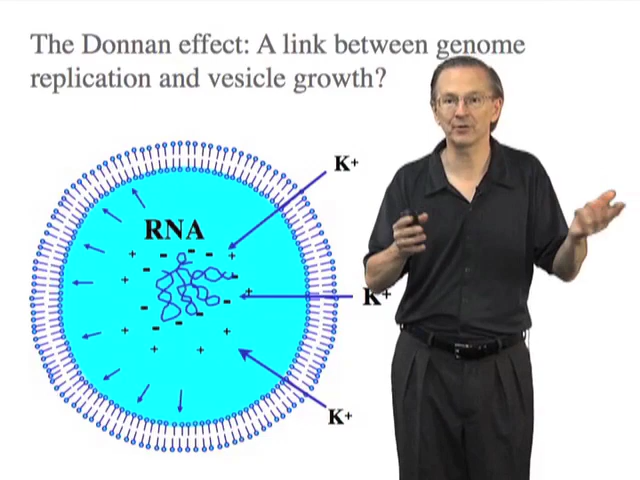 The Donnan effect: A link between genome
replication and vesicle growth?
K+
RNA
K+
K+